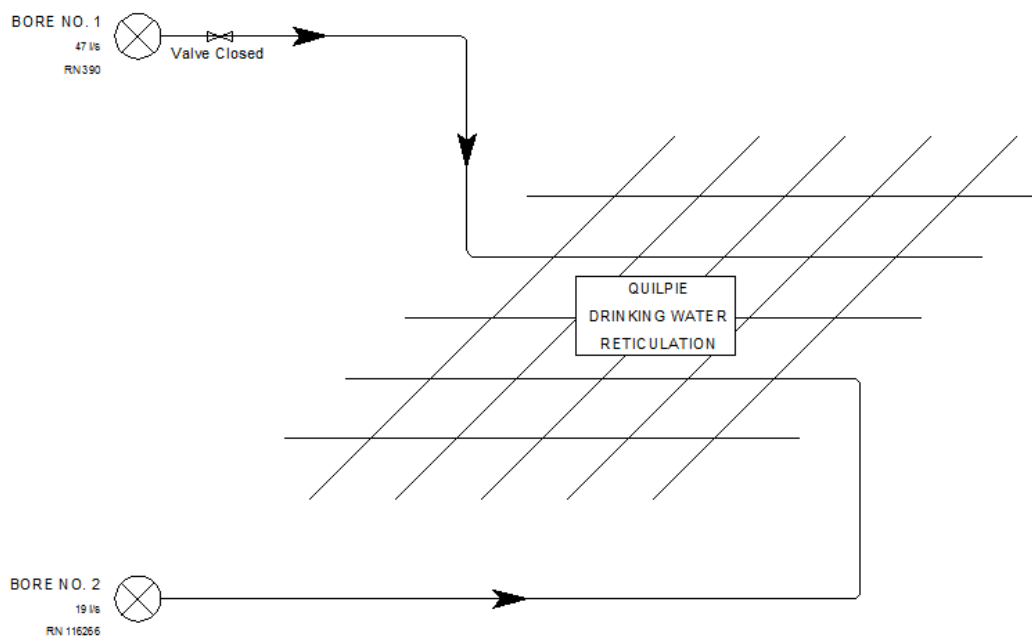 BORE NO. 1
47 l/s
RN390
Valve Closed
QUILPIE
DRINKING WATER
RETICULATION
BORE NO. 2
19 l/s
RN 116266